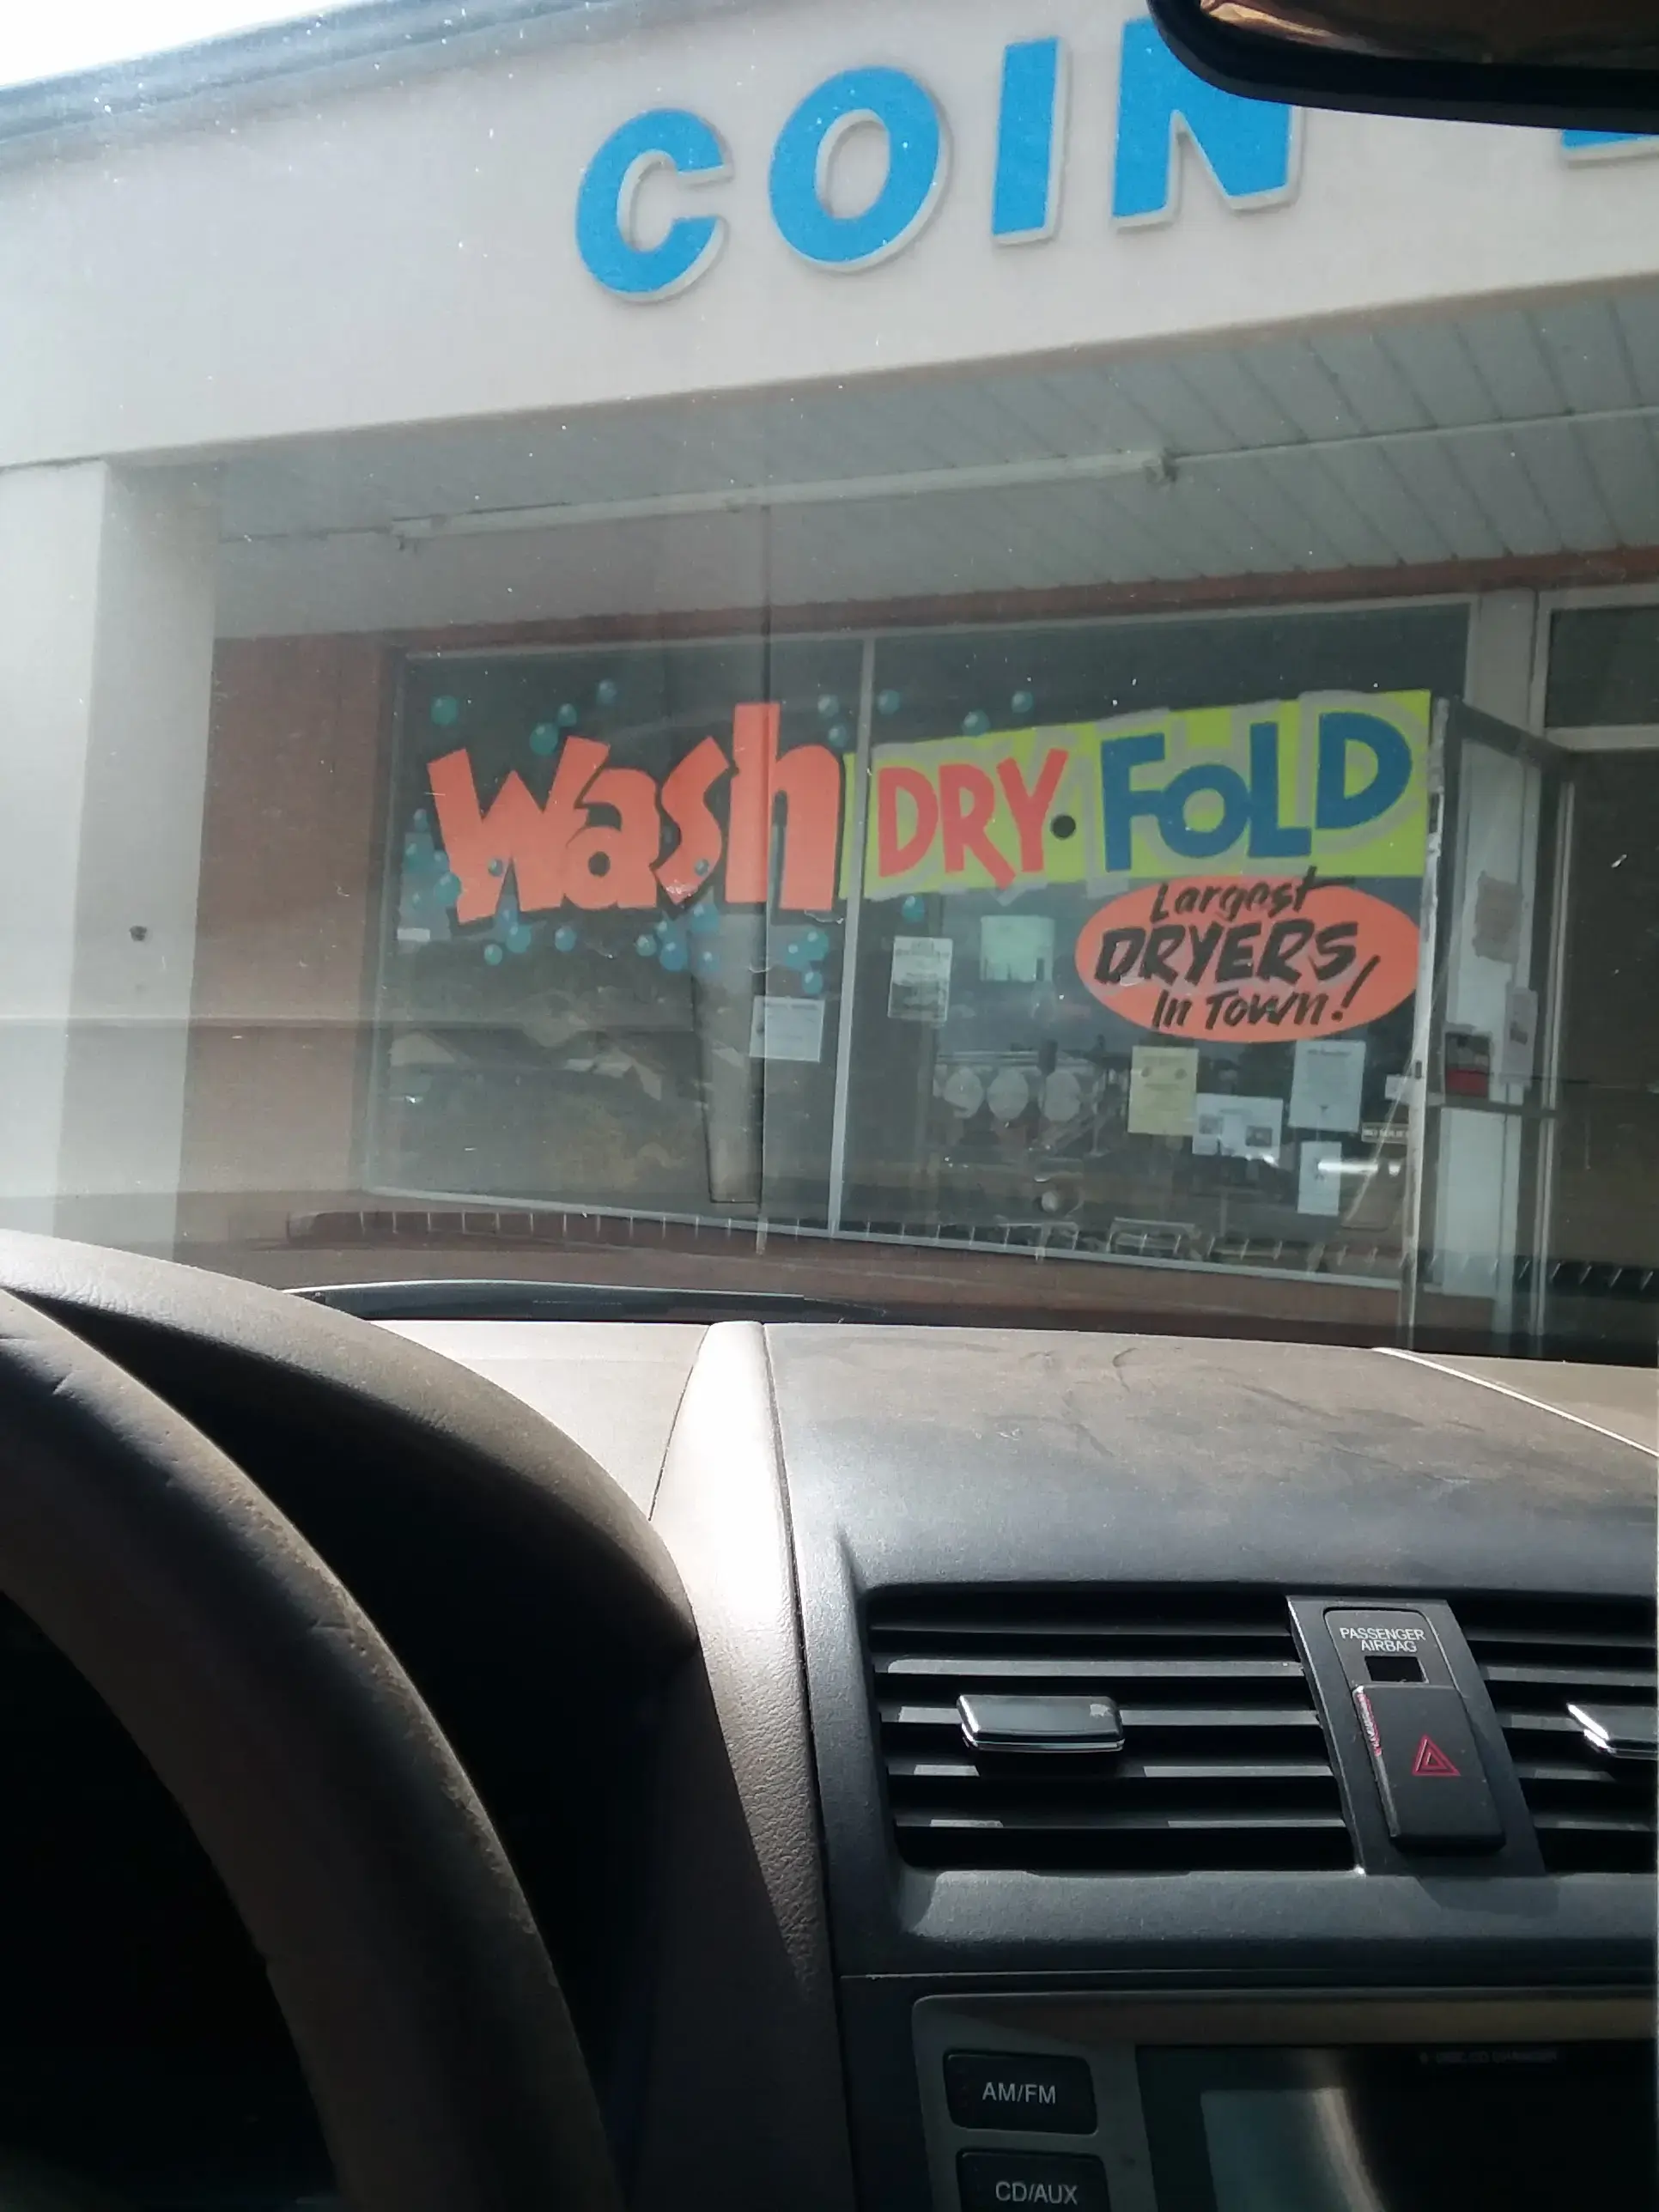 COIN
Wash DRY • FOLD
Largest
DRYERS
In Town!
PASSENGER
AIRBAG
AM/FM
CD/AUX